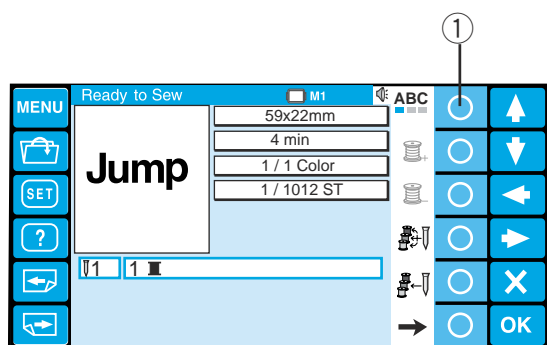 1
MENU
Ready to Sew
M1
ABC
59x22mm
4 min
Jump
1 / 1 Color
SET
1 / 1012 ST
?
1
1
X
OK